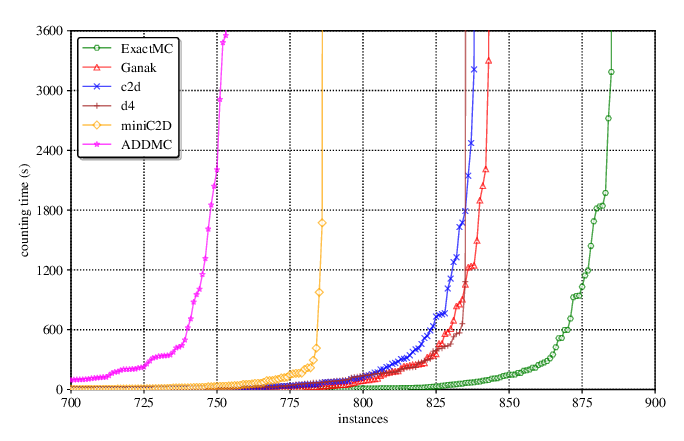 3600
3000
2400
1800
1200
600
0
counting time (s)
ExactMC
Ganak
c2d
d4
miniC2D
ADDMC
700 725 750 775 800 825 850 875 900
instances